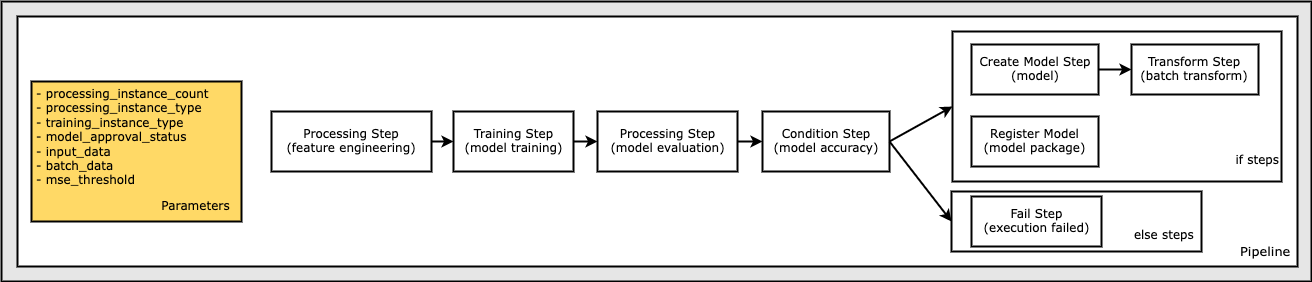 - processing_instance_count
- processing_instance_type
- training_instance_type
- model_approval_status
- input_data
- batch_data
- mse_threshold
Parameters
Processing Step
(feature engineering)
Training Step
(model training)
Processing Step
(model evaluation)
Condition Step
(model accuracy)
Create Model Step
(model)
Transform Step
(batch transform)
Register Model
(model package)
if steps
Fail Step
(execution failed)
else steps
Pipeline